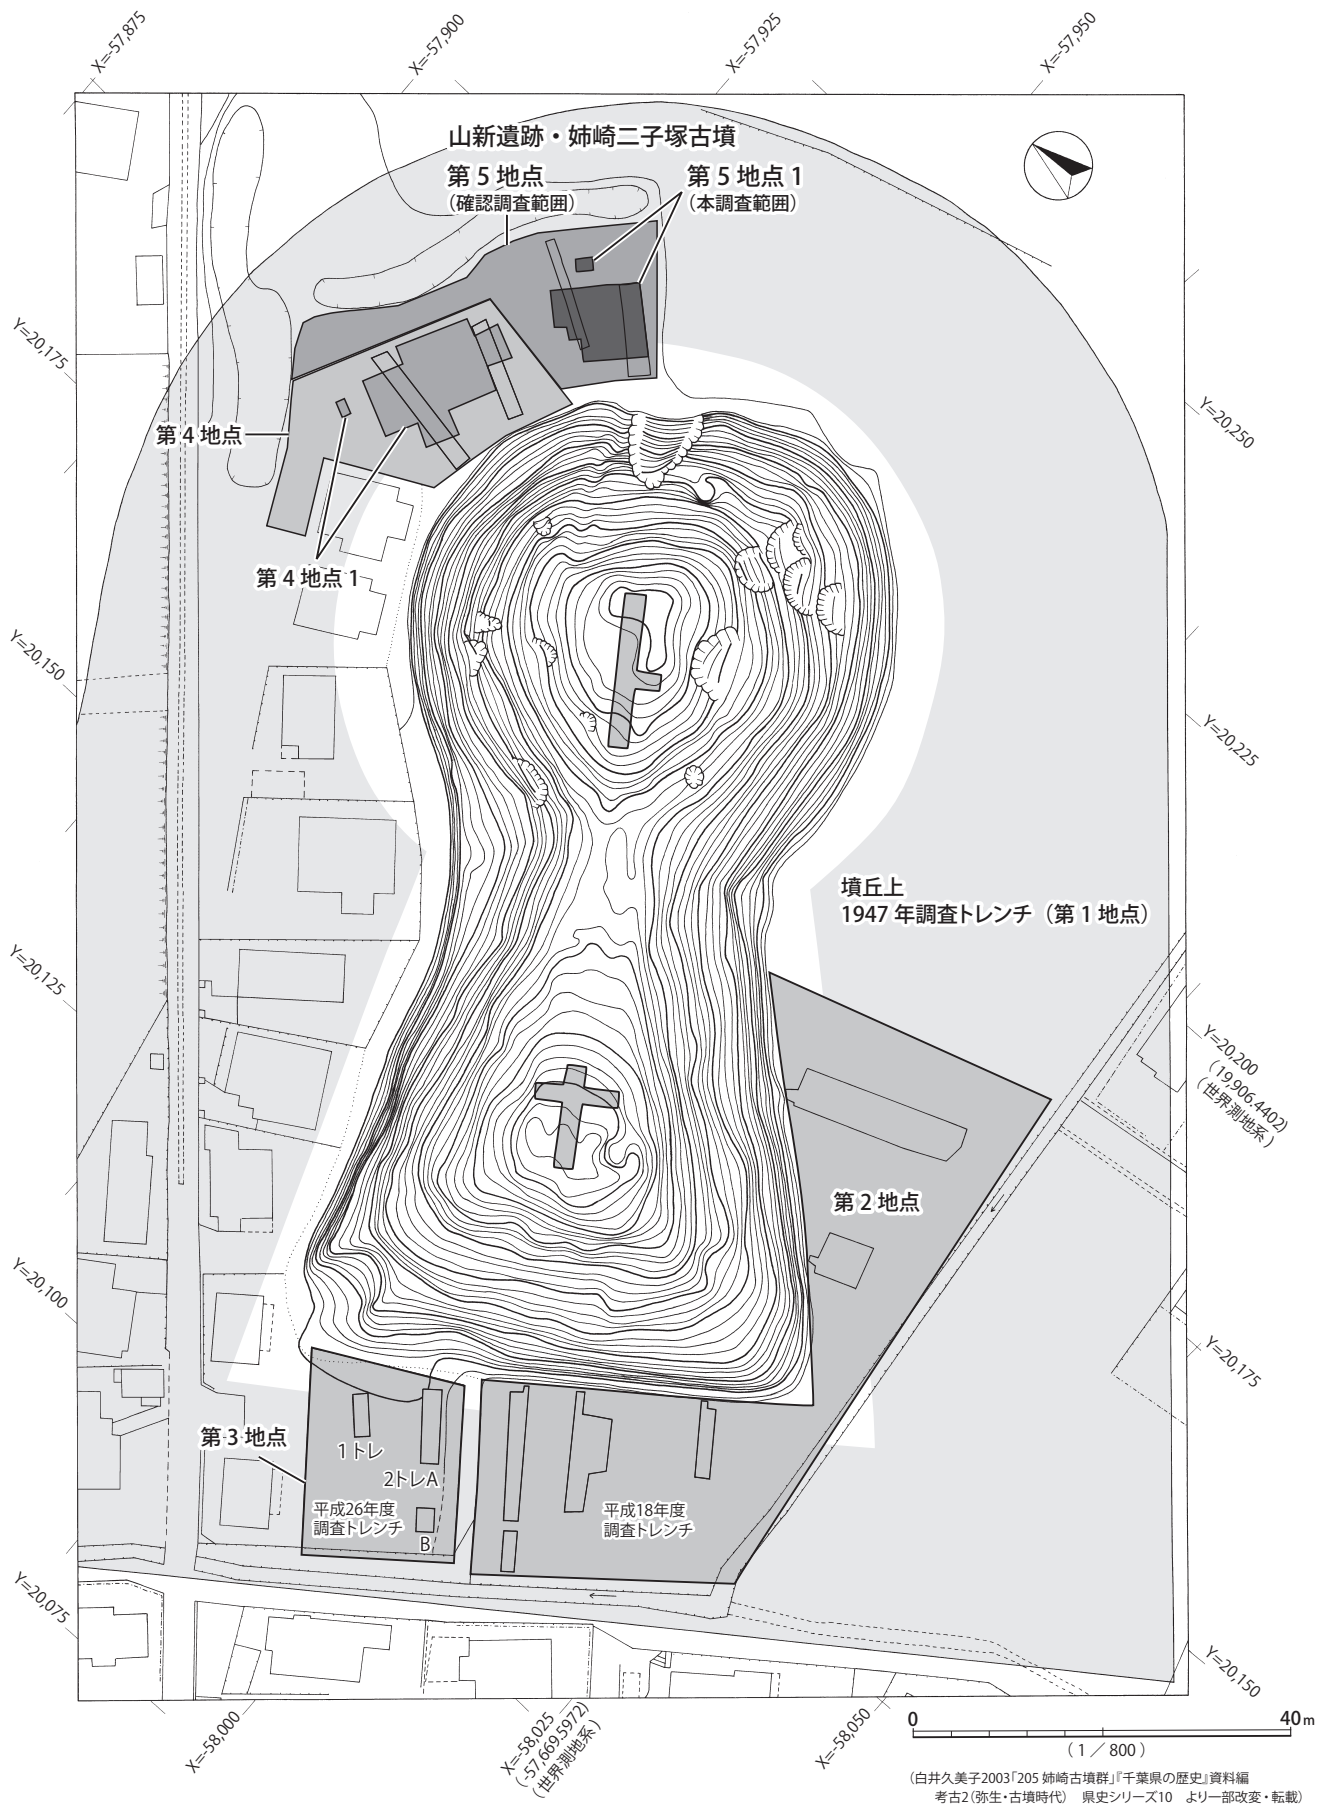 X=-57,875
X=-57,900
X=-57,925
X=-57,950
山新遺跡・姉崎二子塚古墳
第5地点
（確認調査範囲）
第5地点1
（本調査範囲）
Y=20,175
第4地点
第4地点1
Y=20,250
Y=20,150
Y=20,225
墳丘上
1947年調査トレンチ（第1地点）
Y=20,125
Y=20,200
（19,906.4402）
（世界測地系）
第2地点
Y=20,100
Y=20,175
第3地点
1トレ
2トレA
平成26年度
調査トレンチ
B
平成18年度
調査トレンチ
Y=20,075
Y=20,150
X=-58,000
X=-58,025
（-57,669.5972）
（世界測地系）
X=-58,050
0
40m
（1／800）
（白井久美子2003「205 姉崎古墳群」『千葉県の歴史』資料編
考古2（弥生・古墳時代）　県史シリーズ10　より一部改変・転載）